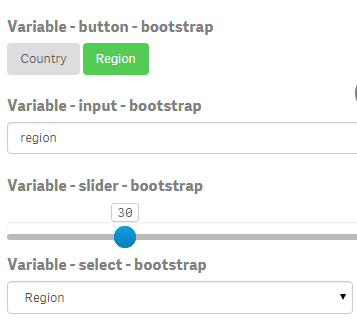 Variable - button - bootstrap
Country Region
Variable - input - bootstrap
region
Variable - slider - bootstrap
30
Variable - select - bootstrap
Region